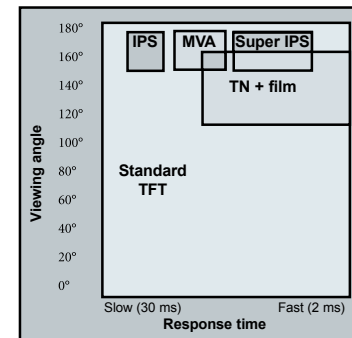 180°
160°
140°
120°
100°
80°
60°
40°
20°
0°
Viewing angle
IPS
MVA
Super IPS
TN + film
Standard
TFT
Slow (30 ms)
Fast (2 ms)
Response time